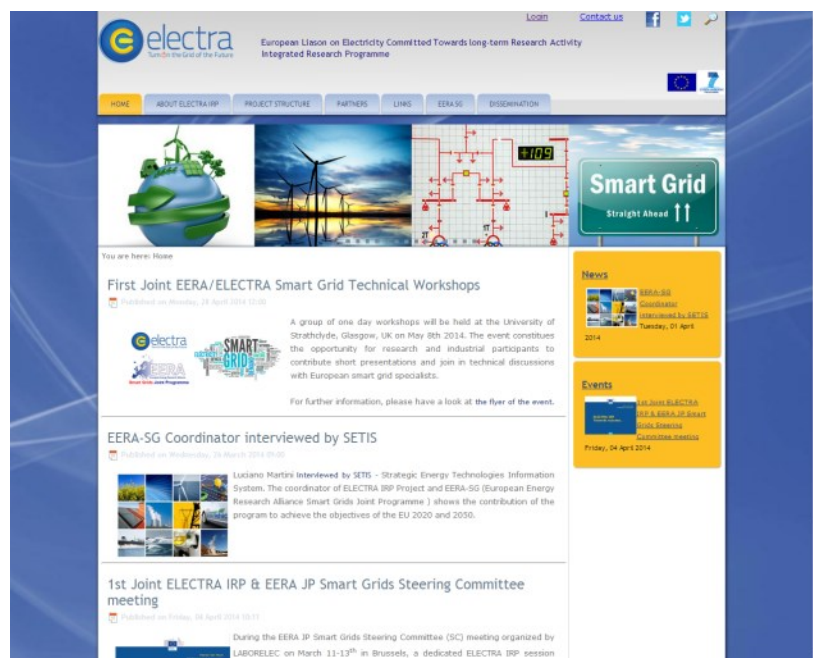 Login Contact us
electra
Turn On the Grid of the Future
European Liason on Electricity Committed Towards long-term Research Activity
Integrated Research Programme
HOME ABOUT ELECTRA IRP PROJECT STRUCTURE PARTNERS LINKS EERA SG DISSEMINATION
+109
Smart Grid
Straight Ahead
2T 1T
You are here: Home
First Joint EERA/ELECTRA Smart Grid Technical Workshops
Published on Monday, 28 April 2014 12:00
electra
EERA
Smart Grids Joint Programme
SMART
GRID
A group of one day workshops will be held at the University of
Strathclyde, Glasgow, UK on May 8th 2014. The event constitues
the opportunity for research and industrial participants to
contribute short presentations and join in technical discussions
with European smart grid specialists.
For further information, please have a look at the flyer of the event.
EERA-SG Coordinator interviewed by SETIS
Published on Wednesday, 26 March 2014 09:00
Luciano Martini interviewed by SETIS - Strategic Energy Technologies Information
System. The coordinator of ELECTRA IRP Project and EERA-SG (European Energy
Research Alliance Smart Grids Joint Programme ) shows the contribution of the
program to achieve the objectives of the EU 2020 and 2050.
1st Joint ELECTRA IRP & EERA JP Smart Grids Steering Committee
meeting
Published on Friday, 04 April 2014 10:11
During the EERA JP Smart Grids Steering Committee (SC) meeting organized by
LABORELEC on March 11-13th in Brussels, a dedicated ELECTRA IRP session
News
EERA-SG
Coordinator
interviewed by SETIS
Tuesday, 01 April
2014
Events
1st Joint ELECTRA
IRP & EERA JP Smart
Grids Steering
Committee meeting
Friday, 04 April 2014